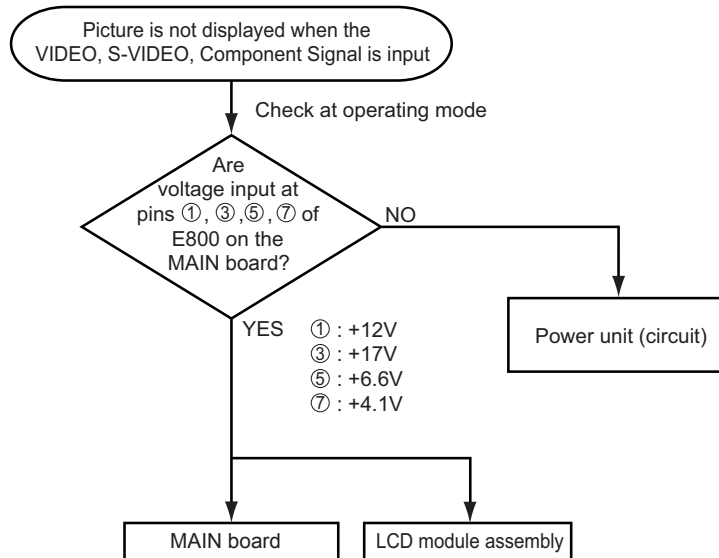 Picture is not displayed when the
VIDEO, S-VIDEO, Component Signal is input
Check at operating mode
Are
voltage input at
pins ①, ③,⑤, ⑦ of
E800 on the
MAIN board?
NO
YES
① : +12V
③ : +17V
⑤ : +6.6V
⑦ : +4.1V
Power unit (circuit)
MAIN board
LCD module assembly